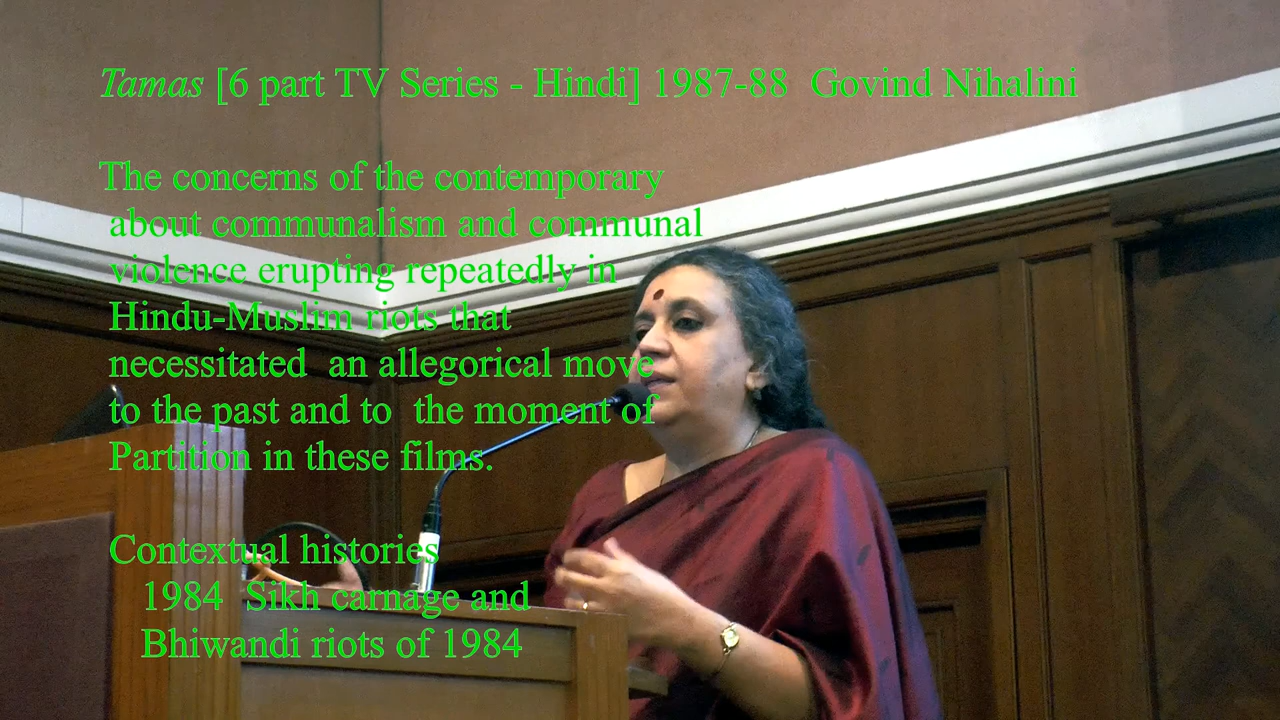 Tamas [6 part TV Series - Hindi] 1987-88 Govind Nihalini
The concerns of the contemporary
about communalism and communal
violence erupting repeatedly in
Hindu-Muslim riots that
necessitated an allegorical move
to the past and to the moment of
Partition in these films.
Contextual histories
1984 Sikh carnage and
Bhiwandi riots of 1984